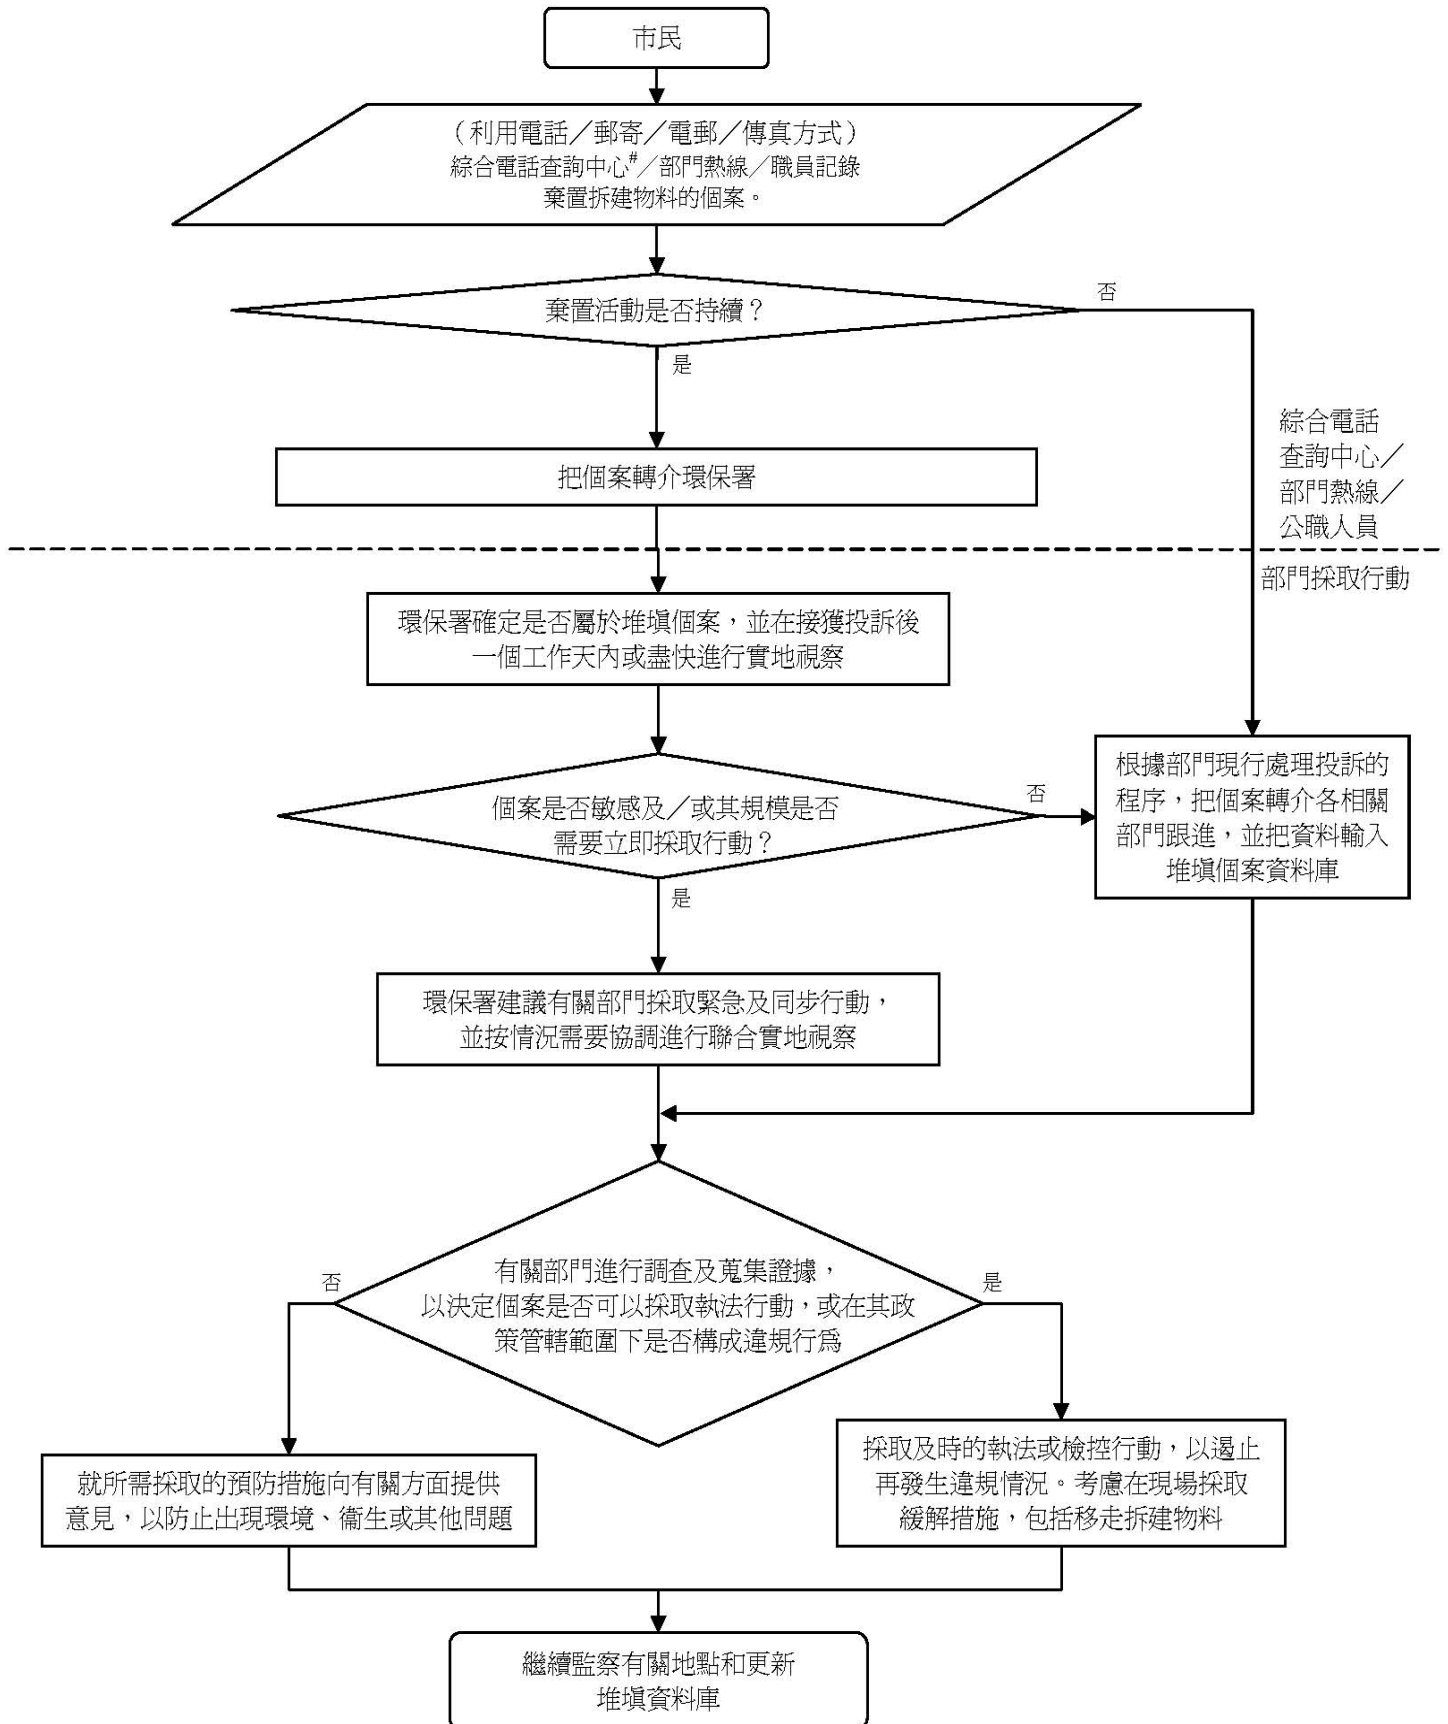 市民
（利用電話／郵寄／電郵／傳真方式）
綜合電話查詢中心#／部門熱線／職員記錄
棄置拆建物料的個案。
棄置活動是否持續？
否
是
綜合電話
查詢中心／
部門熱線／
公職人員
把個案轉介環保署
部門採取行動
環保署確定是否屬於堆填個案，並在接獲投訴後
一個工作天內或盡快進行實地視察
個案是否敏感及／或其規模是否
需要立即採取行動？
否
是
根據部門現行處理投訴的
程序，把個案轉介各相關
部門跟進，並把資料輸入
堆填個案資料庫
環保署建議有關部門採取緊急及同步行動，
並按情況需要協調進行聯合實地視察
有關部門進行調查及蒐集證據，
以決定個案是否可以採取執法行動，或在其政
策管轄範圍下是否構成違規行為
否
是
就所需採取的預防措施向有關方面提供
意見，以防止出現環境、衞生或其他問題
採取及時的執法或檢控行動，以遏止
再發生違規情況。考慮在現場採取
緩解措施，包括移走拆建物料
繼續監察有關地點和更新
堆填資料庫